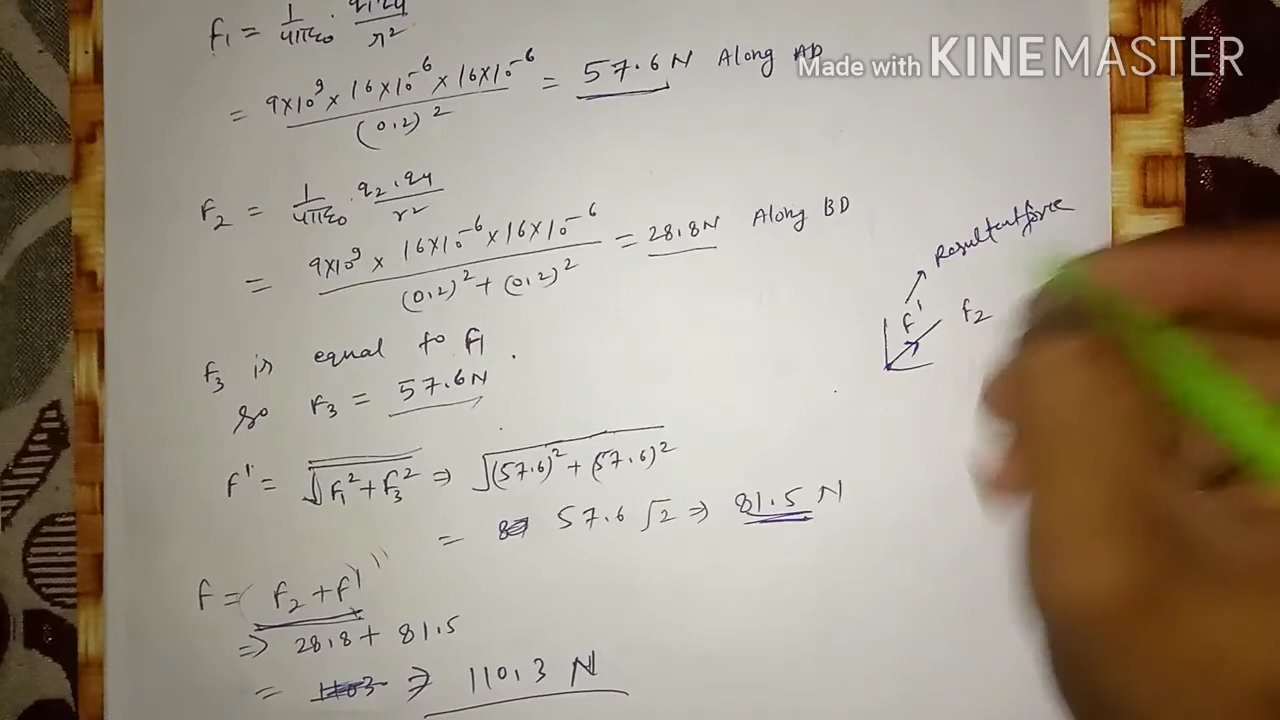 F₁ = 1/4πε₀ · q₁.q₄/r²
= 9×10⁹ × 16×10⁻⁶ × 16×10⁻⁶ / (0.2)² = 57.6 N Along AD
Made with KINEMASTER
F₂ = 1/4πε₀ · q₂.q₄/r²
= 9×10⁹ × 16×10⁻⁶ × 16×10⁻⁶ / (0.2)² + (0.2)² = 28.8N Along BD
Resultant force
F' F₂
F₃ is equal to F₁.
so F₃ = 57.6N
F' = √F₁² + F₃² ⇒ √(57.6)² + (57.6)²
= 57.6 √2 ⇒ 81.5 N
F = F₂ + F'
⇒ 28.8 + 81.5
= ⇒ 110.3 N